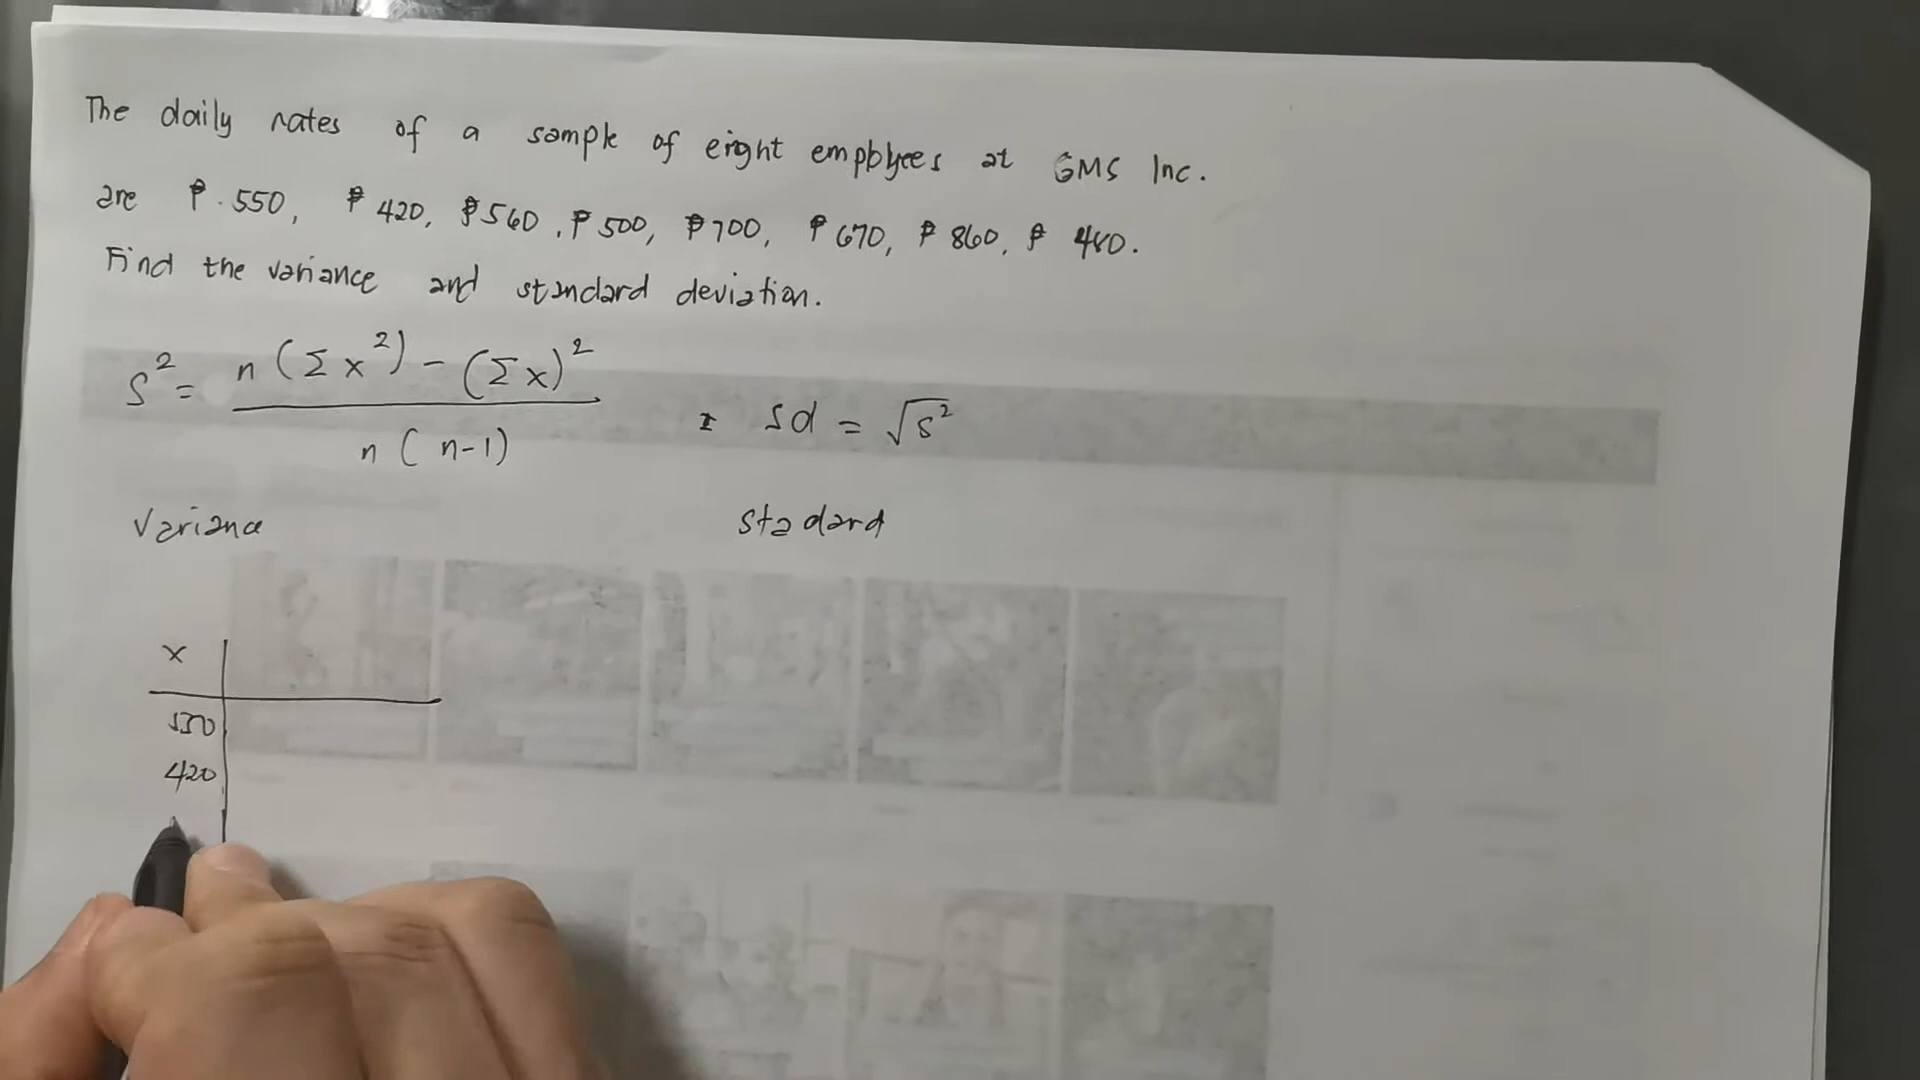 The daily rates of a sample of eight employees at GMS Inc.
are ₱ 550, ₱ 420, ₱ 560, ₱ 500, ₱ 700, ₱ 670, ₱ 860, ₱ 480.
Find the variance and standard deviation.
s² = n(Σx²) - (Σx)² / n(n-1) sd = √s²
Variance Stadard
x
550
420